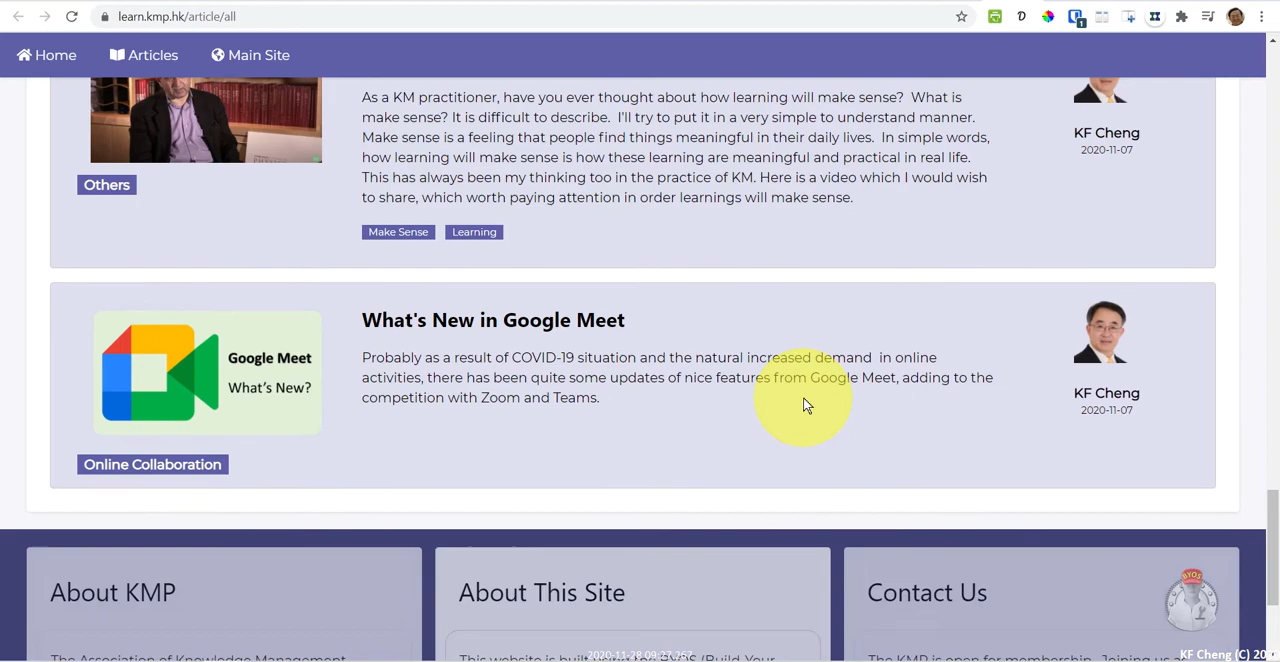 learn.kmp.hk/article/all
1
Home
Articles
Main Site
As a KM practitioner, have you ever thought about how learning will make sense? What is
make sense? It is difficult to describe. I'll try to put it in a very simple to understand manner.
Make sense is a feeling that people find things meaningful in their daily lives. In simple words,
how learning will make sense is how these learning are meaningful and practical in real life.
This has always been my thinking too in the practice of KM. Here is a video which I would wish
to share, which worth paying attention in order learnings will make sense.
KF Cheng
2020-11-07
Others
Make Sense
Learning
Google Meet
What's New?
Online Collaboration
What's New in Google Meet
Probably as a result of COVID-19 situation and the natural increased demand in online
activities, there has been quite some updates of nice features from Google Meet, adding to the
competition with Zoom and Teams.
KF Cheng
2020-11-07
About KMP
The Association of Knowledge Management
About This Site
This website is built using the BYOS (Build Your
Contact Us
BYOS
The KMP is open for membership. Joining us
2020-11-28 09:27.267
KF Cheng (C)